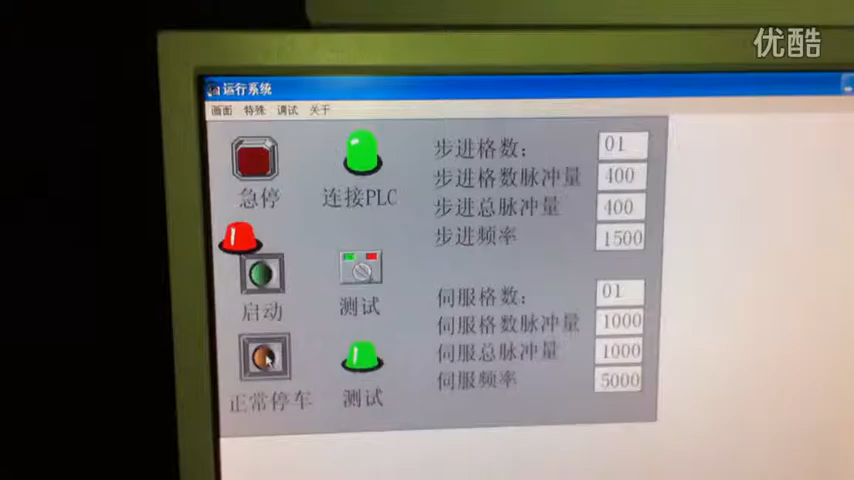 优酷
运行系统
画面 特殊 调试 关于
步进格数: 01
步进格数脉冲量 400
急停 连接PLC
步进总脉冲量 400
步进频率 1500
伺服格数: 01
启动 测试
伺服格数脉冲量 1000
伺服总脉冲量 1000
伺服频率 5000
正常停车 测试